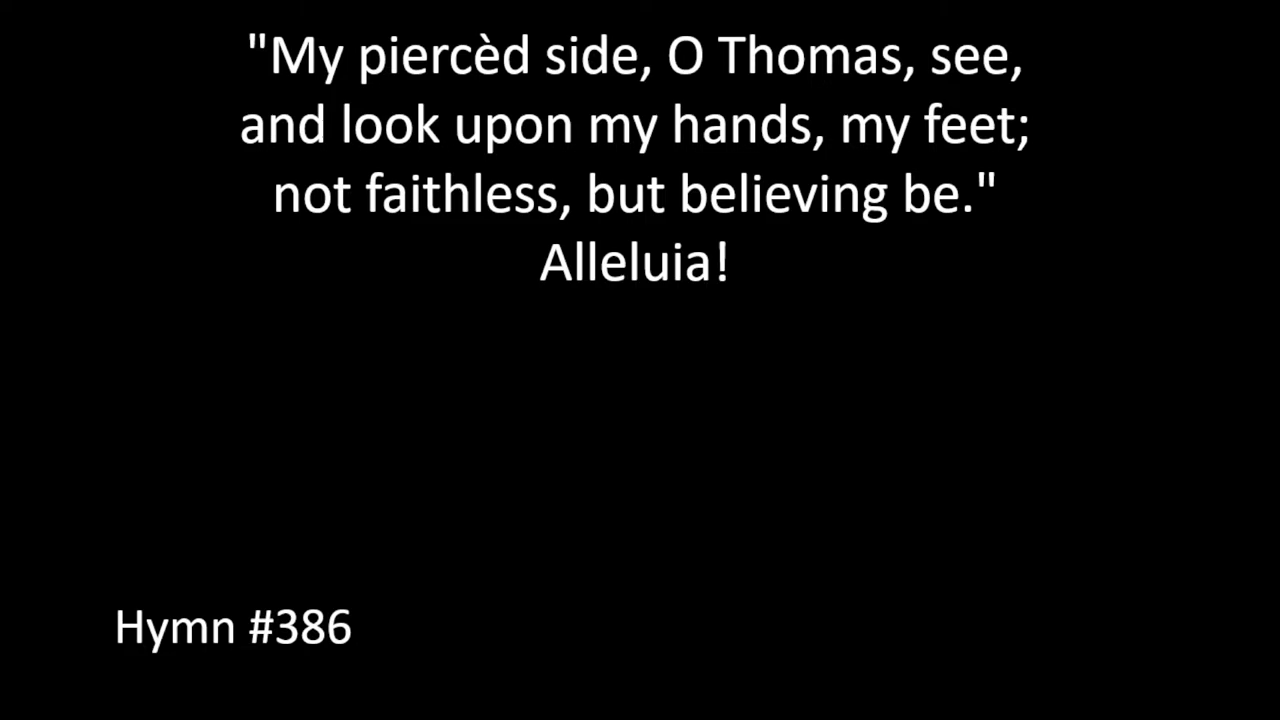 "My piercèd side, O Thomas, see,
and look upon my hands, my feet;
not faithless, but believing be."
Alleluia!
Hymn #386